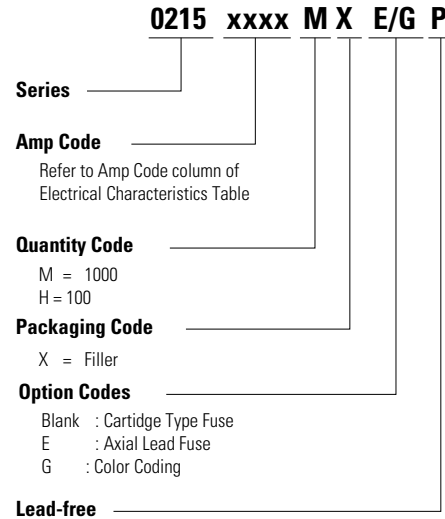 0215 xxxx M X E/G P
Series
Amp Code
Refer to Amp Code column of
Electrical Characteristics Table
Quantity Code
M = 1000
H = 100
Packaging Code
X = Filler
Option Codes
Blank : Cartidge Type Fuse
E : Axial Lead Fuse
G : Color Coding
Lead-free